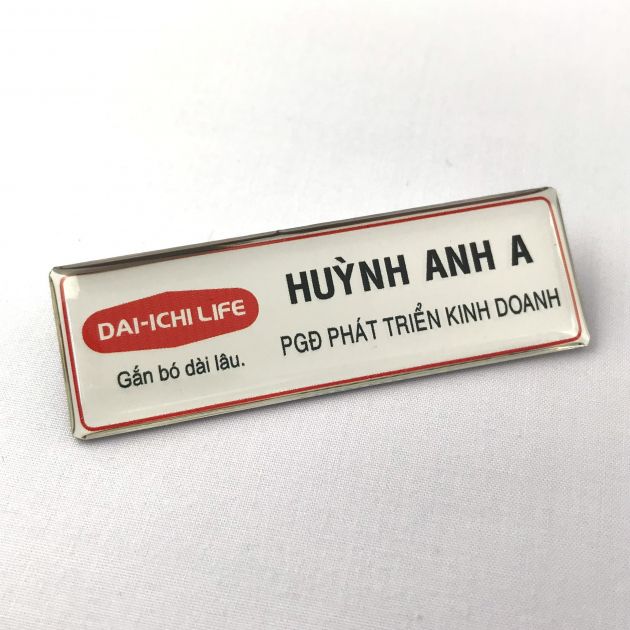 DAI-ICHI LIFE
Gắn bó dài lâu.
HUỲNH ANH A
PGĐ PHÁT TRIỂN KINH DOANH